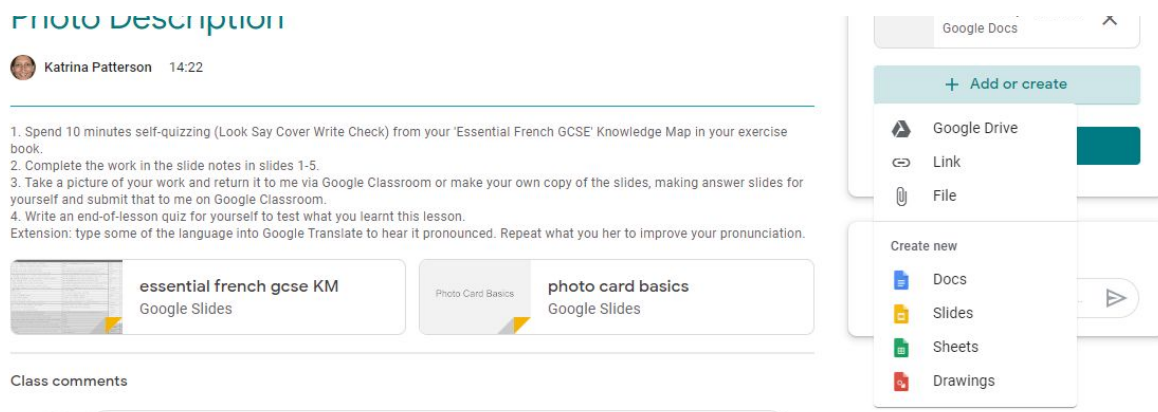 Photo Description
Katrina Patterson 14:22
1. Spend 10 minutes self-quizzing (Look Say Cover Write Check) from your 'Essential French GCSE' Knowledge Map in your exercise
book.
2. Complete the work in the slide notes in slides 1-5.
3. Take a picture of your work and return it to me via Google Classroom or make your own copy of the slides, making answer slides for
yourself and submit that to me on Google Classroom.
4. Write an end-of-lesson quiz for yourself to test what you learnt this lesson.
Extension: type some of the language into Google Translate to hear it pronounced. Repeat what you her to improve your pronunciation.
essential french gcse KM
Google Slides
Photo Card Basics
photo card basics
Google Slides
Class comments
Google Docs
+ Add or create
Google Drive
Link
File
Create new
Docs
Slides
Sheets
Drawings